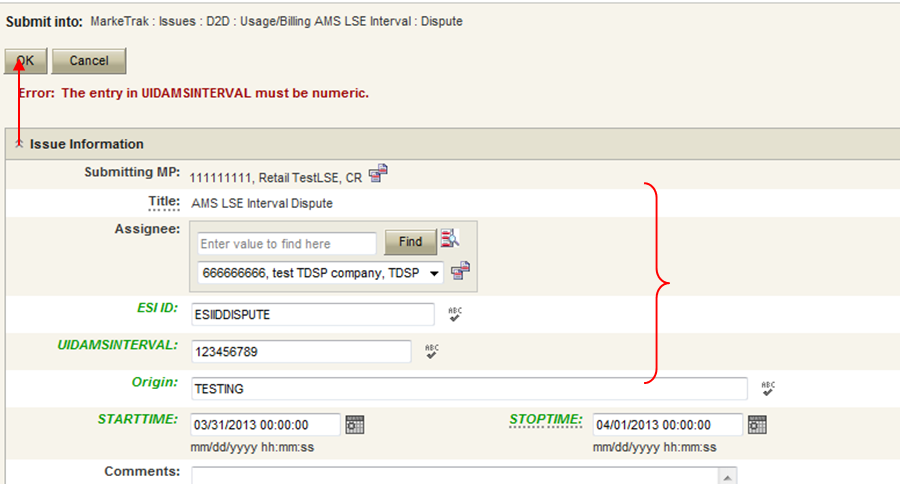 Submit into: MarkeTrak : Issues : D2D : Usage/Billing AMS LSE Interval : Dispute
OK Cancel
Error: The entry in UIDAMSINTERVAL must be numeric.
Issue Information
Submitting MP: 111111111, Retail TestLSE, CR
Title: AMS LSE Interval Dispute
Assignee:
Enter value to find here Find
666666666, test TDSP company, TDSP
ESI ID: ESIIDDISPUTE ABC
UIDAMSINTERVAL: 123456789 ABC
Origin: TESTING ABC
STARTTIME: 03/31/2013 00:00:00 STOPTIME: 04/01/2013 00:00:00
mm/dd/yyyy hh:mm:ss mm/dd/yyyy hh:mm:ss
Comments: